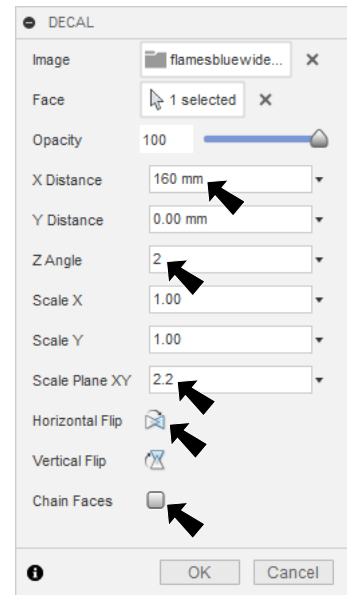 DECAL
Image flamesbluewide...
Face 1 selected
Opacity 100
X Distance 160 mm
Y Distance 0.00 mm
Z Angle 2
Scale X 1.00
Scale Y 1.00
Scale Plane XY 2.2
Horizontal Flip
Vertical Flip
Chain Faces
OK Cancel